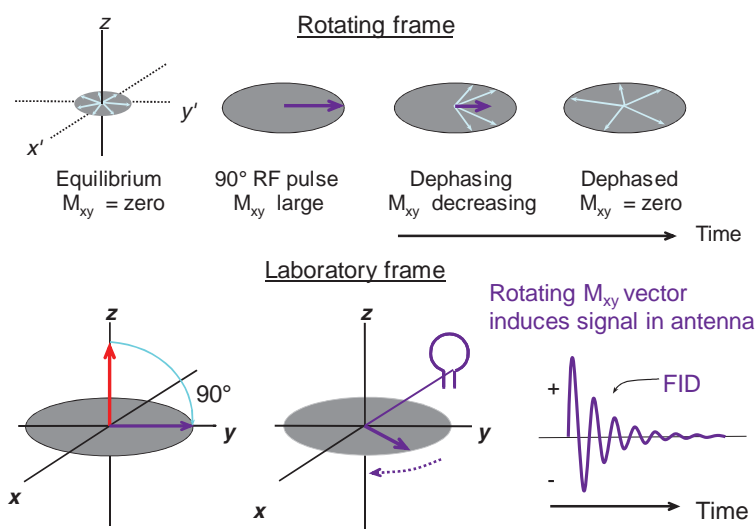 Rotating frame
z
y'
x'
Equilibrium
Mxy = zero
90° RF pulse
Mxy large
Dephasing
Mxy decreasing
Dephased
Mxy = zero
Time
Laboratory frame
z
90°
y
x
z
y
x
Rotating Mxy vector
induces signal in antenna
+
FID
-
Time